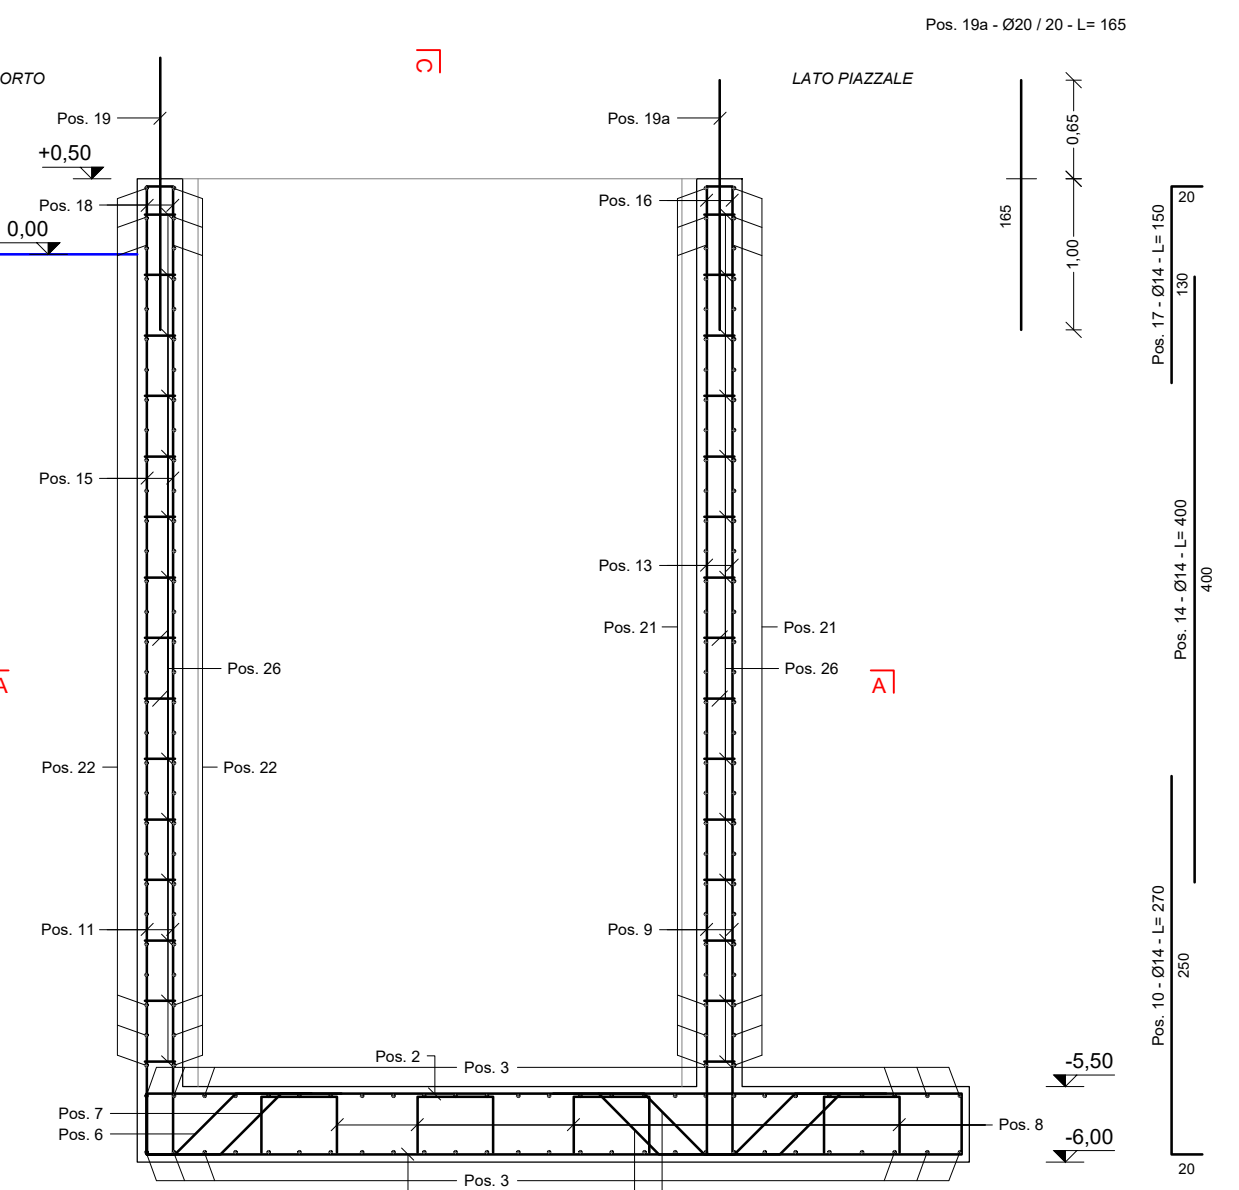 Pos. 19a - Ø20 / 20 - L= 165
C
ORTO
LATO PIAZZALE
Pos. 19
Pos. 19a
0,65
+0,50
Pos. 18
Pos. 16
20
0,00
165
1,00
130
Pos. 17 - Ø14 - L= 150
Pos. 15
Pos. 13
Pos. 14 - Ø14 - L= 400
400
Pos. 21
Pos. 21
Pos. 26
Pos. 26
A
A
Pos. 22
Pos. 22
Pos. 11
Pos. 9
Pos. 10 - Ø14 - L= 270
250
Pos. 2
Pos. 3
-5,50
Pos. 7
Pos. 6
Pos. 8
-6,00
Pos. 3
20